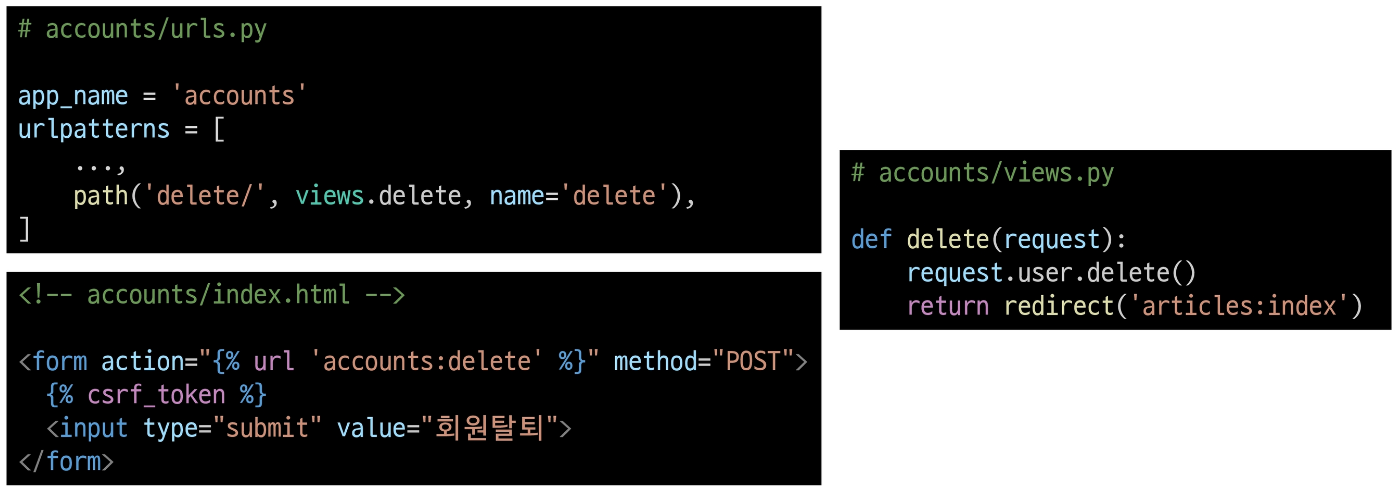 # accounts/urls.py
app_name = 'accounts'
urlpatterns = [
    ...,
    path('delete/', views.delete, name='delete'),
]
<!-- accounts/index.html -->
<form action="{% url 'accounts:delete' %}" method="POST">
  {% csrf_token %}
  <input type="submit" value="회원탈퇴">
</form>
# accounts/views.py
def delete(request):
    request.user.delete()
    return redirect('articles:index')